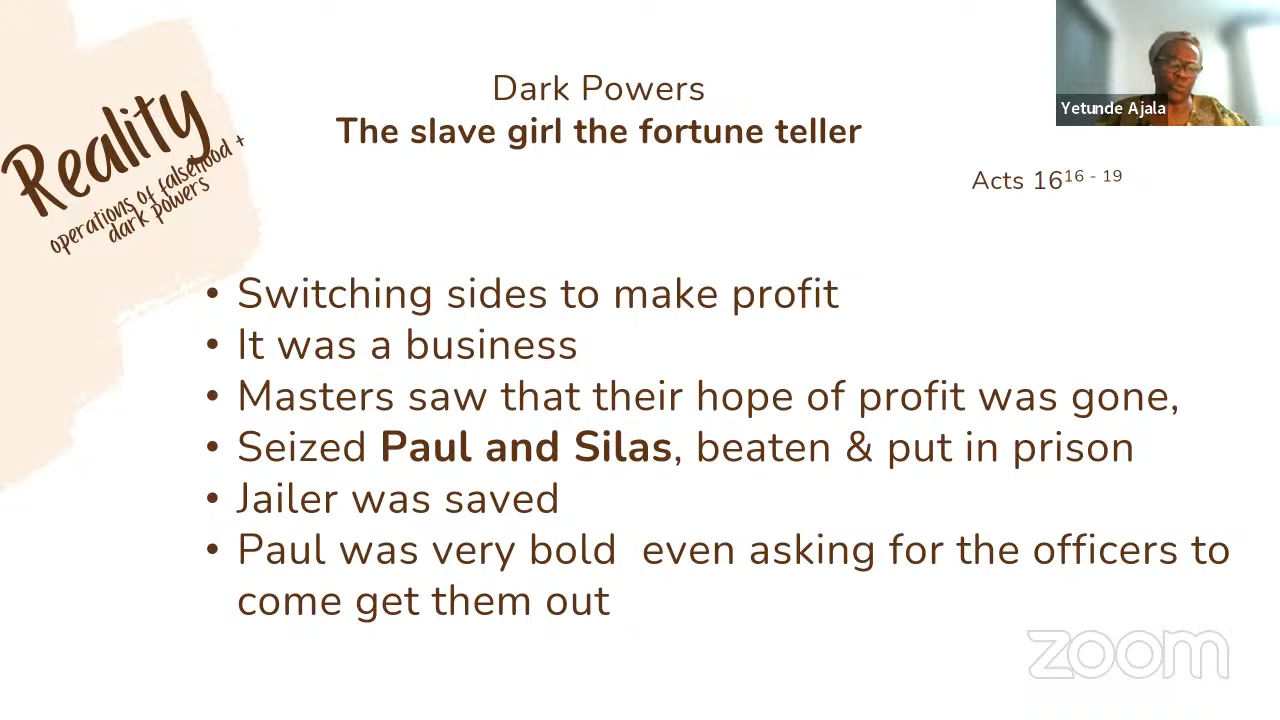 Dark Powers
The slave girl the fortune teller
Yetunde Ajala
Reality
operations of falsehood +
dark powers
Acts 16 16 - 19
• Switching sides to make profit
• It was a business
• Masters saw that their hope of profit was gone,
• Seized Paul and Silas, beaten & put in prison
• Jailer was saved
• Paul was very bold  even asking for the officers to
come get them out
zoom